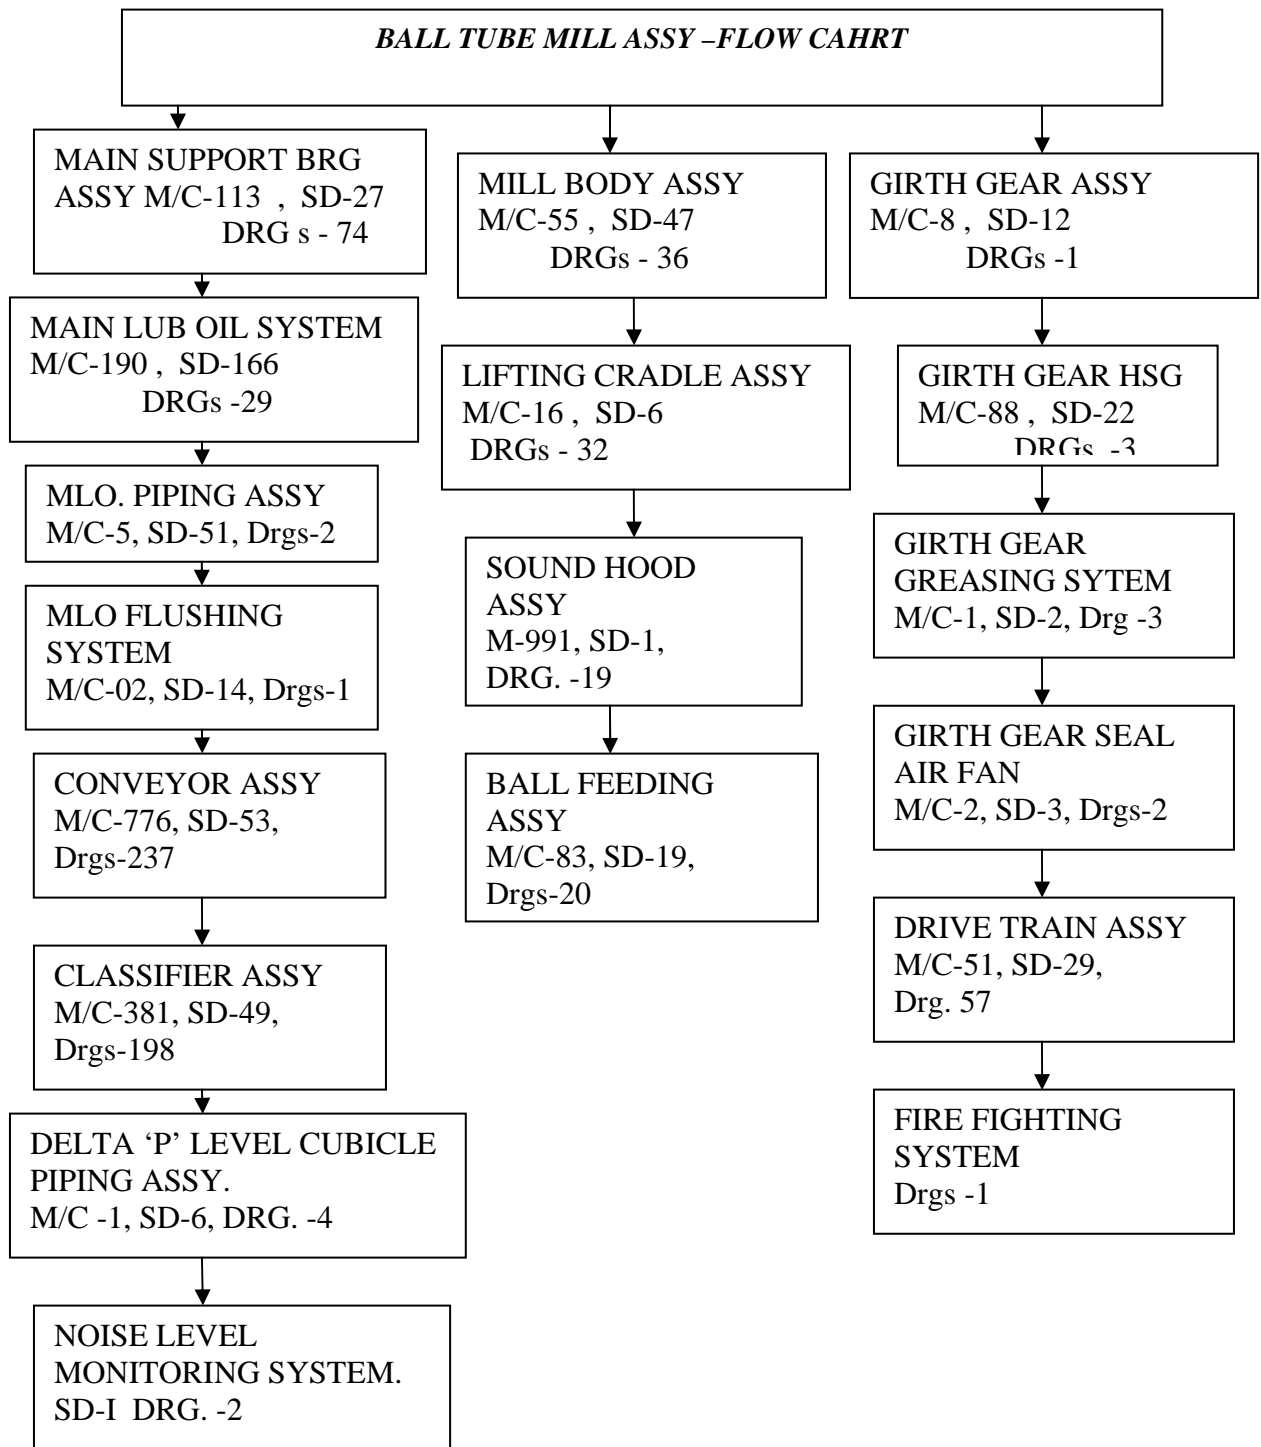 BALL TUBE MILL ASSY –FLOW CAHRT
MAIN SUPPORT BRG
ASSY M/C-113 , SD-27
DRG s - 74
MAIN LUB OIL SYSTEM
M/C-190 , SD-166
DRGs -29
MLO. PIPING ASSY
M/C-5, SD-51, Drgs-2
MLO FLUSHING
SYSTEM
M/C-02, SD-14, Drgs-1
CONVEYOR ASSY
M/C-776, SD-53,
Drgs-237
CLASSIFIER ASSY
M/C-381, SD-49,
Drgs-198
DELTA ‘P’ LEVEL CUBICLE
PIPING ASSY.
M/C -1, SD-6, DRG. -4
NOISE LEVEL
MONITORING SYSTEM.
SD-I DRG. -2
MILL BODY ASSY
M/C-55 , SD-47
DRGs - 36
LIFTING CRADLE ASSY
M/C-16 , SD-6
DRGs - 32
SOUND HOOD
ASSY
M-991, SD-1,
DRG. -19
BALL FEEDING
ASSY
M/C-83, SD-19,
Drgs-20
GIRTH GEAR ASSY
M/C-8 , SD-12
DRGs -1
GIRTH GEAR HSG
M/C-88 , SD-22
DRGs -3
GIRTH GEAR
GREASING SYTEM
M/C-1, SD-2, Drg -3
GIRTH GEAR SEAL
AIR FAN
M/C-2, SD-3, Drgs-2
DRIVE TRAIN ASSY
M/C-51, SD-29,
Drg. 57
FIRE FIGHTING
SYSTEM
Drgs -1